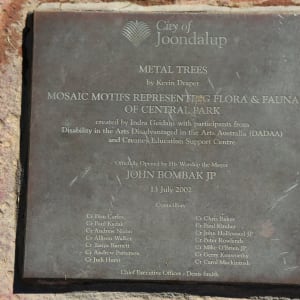 City of
Joondalup
METAL TREES
by Kevin Draper
MOSAIC MOTIFS REPRESENTING FLORA & FAUNA
OF CENTRAL PARK
created by Indra Geidans with participants from
Disability in the Arts Disadvantaged in the Arts Australia (DADAA)
and Education Support Centre
Officially Opened by His Worship the Mayor
JOHN BOMBAK JP
11 July 2002
Councillors
Cr Don Carlos
Cr Chris Baker
Cr Paul Kadak
Cr Paul Kimber
Cr Andrew Nixon
Cr John Hollywood JP
Cr Allison Walker
Cr Peter Rowlands
Cr Barnett
Cr Mike O'Brien JP
Cr Andrew Patterson
Cr Gerry Kenworthy
Cr Jack Hurst
Cr Carol Mackintosh
Chief Executive Officer - Denis Smith